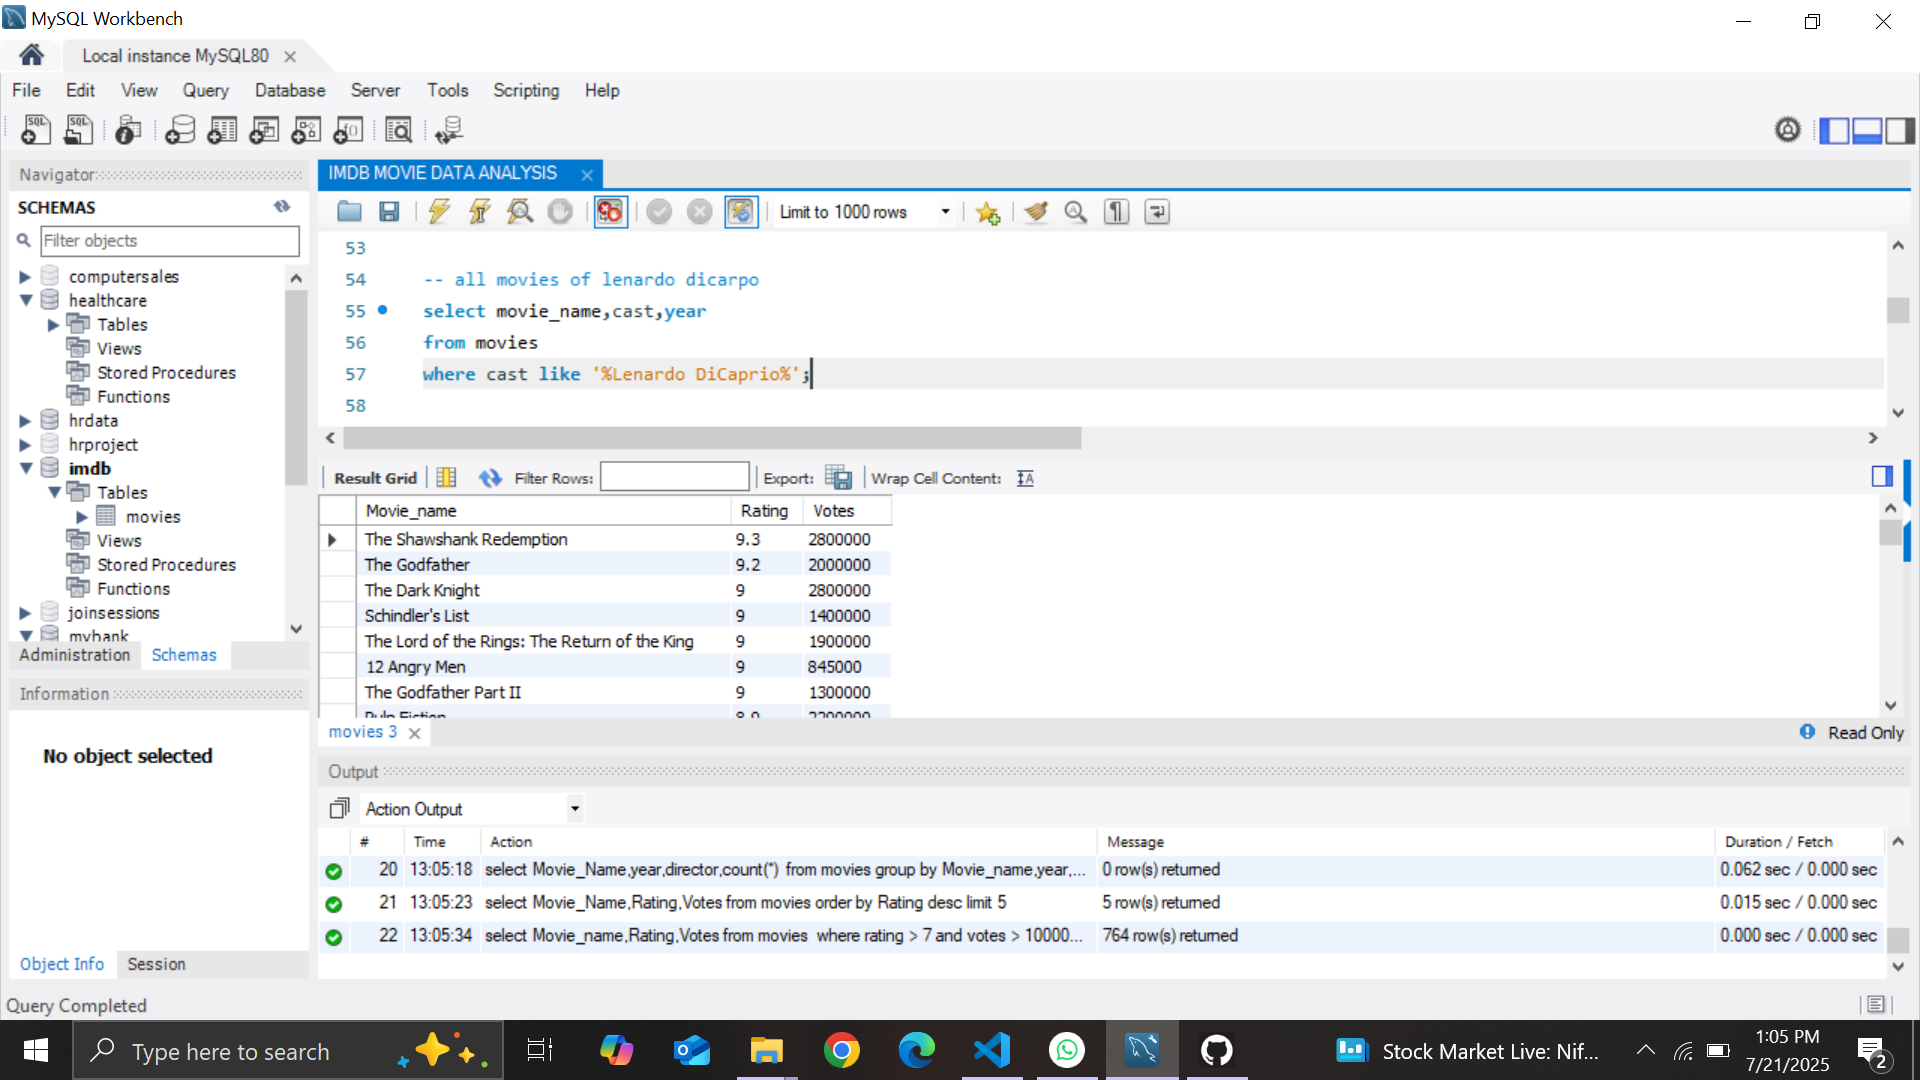 MySQL Workbench
Local instance MySQL80
File Edit View Query Database Server Tools Scripting Help
Navigator
SCHEMAS
Filter objects
computersales
healthcare
Tables
Views
Stored Procedures
Functions
hrdata
hrproject
imdb
Tables
movies
Views
Stored Procedures
Functions
joinsessions
mybank
Administration Schemas
Information
No object selected
Object Info Session
IMDB MOVIE DATA ANALYSIS
Limit to 1000 rows
53
54 -- all movies of lenardo dicarpo
55 select movie_name,cast,year
56 from movies
57 where cast like '%Lenardo DiCaprio%';
58
Result Grid Filter Rows: Export: Wrap Cell Content:
Movie_name Rating Votes
The Shawshank Redemption 9.3 2800000
The Godfather 9.2 2000000
The Dark Knight 9 2800000
Schindler's List 9 1400000
The Lord of the Rings: The Return of the King 9 1900000
12 Angry Men 9 845000
The Godfather Part II 9 1300000
Pulp Fiction 8.9 2200000
movies 3 Read Only
Output
Action Output
# Time Action Message Duration / Fetch
20 13:05:18 select Movie_Name,year,director,count(*) from movies group by Movie_name,year,... 0 row(s) returned 0.062 sec / 0.000 sec
21 13:05:23 select Movie_Name,Rating,Votes from movies order by Rating desc limit 5 5 row(s) returned 0.015 sec / 0.000 sec
22 13:05:34 select Movie_name,Rating,Votes from movies where rating > 7 and votes > 10000... 764 row(s) returned 0.000 sec / 0.000 sec
Query Completed
Type here to search
Stock Market Live: Nif...
1:05 PM
7/21/2025
2